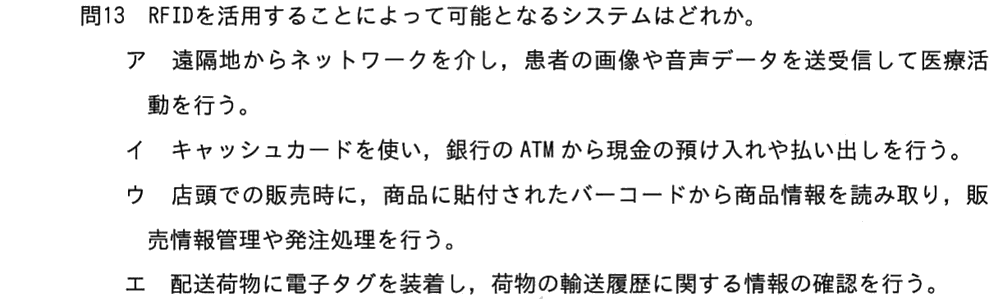 問13 RFIDを活用することによって可能となるシステムはどれか。
ア 遠隔地からネットワークを介し，患者の画像や音声データを送受信して医療活
動を行う。
イ キャッシュカードを使い，銀行の ATM から現金の預け入れや払い出しを行う。
ウ 店頭での販売時に，商品に貼付されたバーコードから商品情報を読み取り，販
売情報管理や発注処理を行う。
エ 配送荷物に電子タグを装着し，荷物の輸送履歴に関する情報の確認を行う。